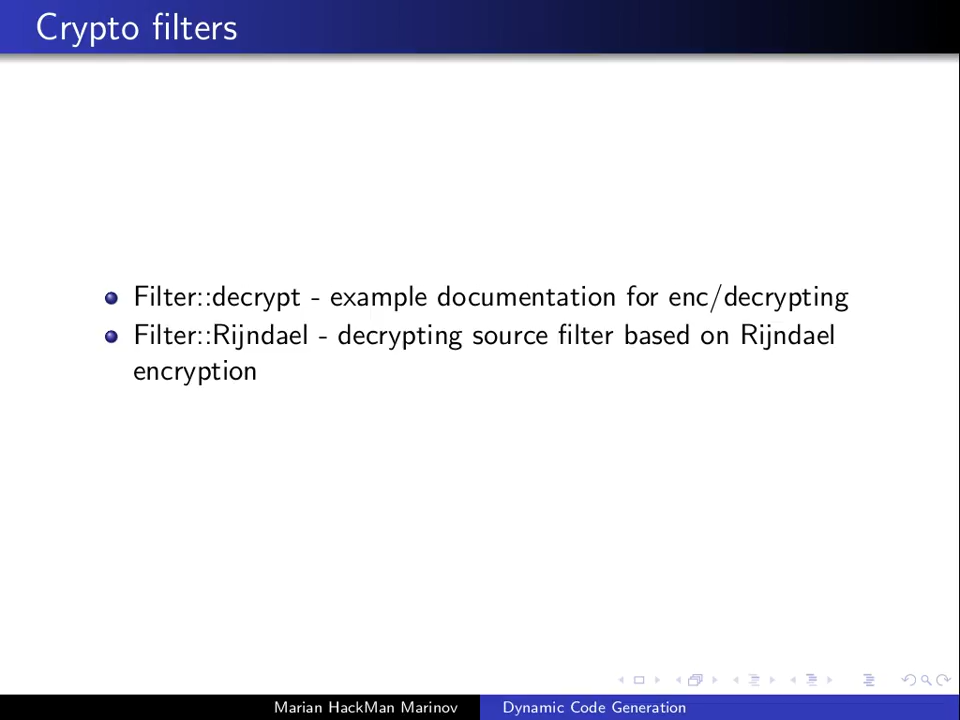 Crypto filters
Filter::decrypt - example documentation for enc/decrypting
Filter::Rijndael - decrypting source filter based on Rijndael
encryption
Marian HackMan Marinov
Dynamic Code Generation